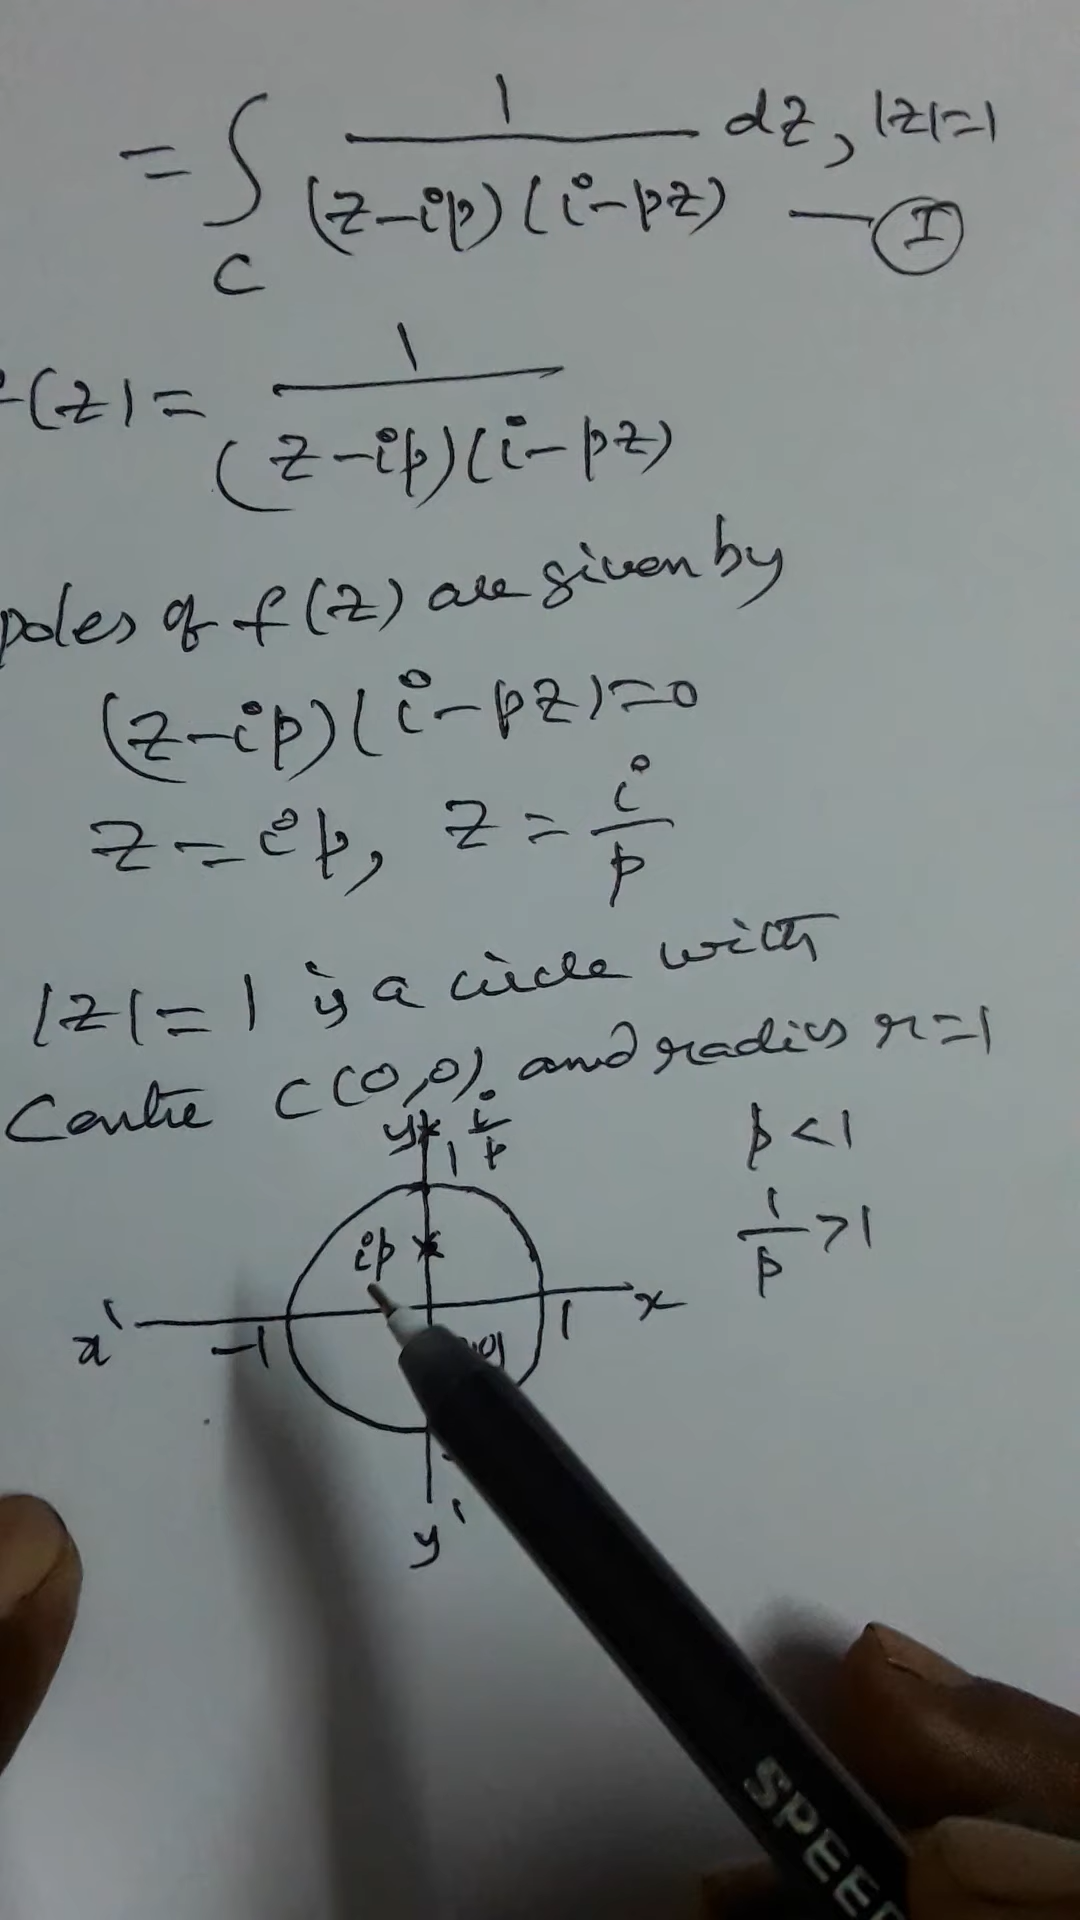 = ∫_C 1/((z-ip)(i-pz)) dz, |z|=1 — I
f(z) = 1/((z-ip)(i-pz))
poles of f(z) are given by
(z-ip)(i-pz)=0
z = ip, z = i/p
|z| = 1 is a circle with
Centre C(0,0) and radius r=1
y 1 i/p
p < 1
1/p > 1
ip
x' -1 1 x
y'
SPEE